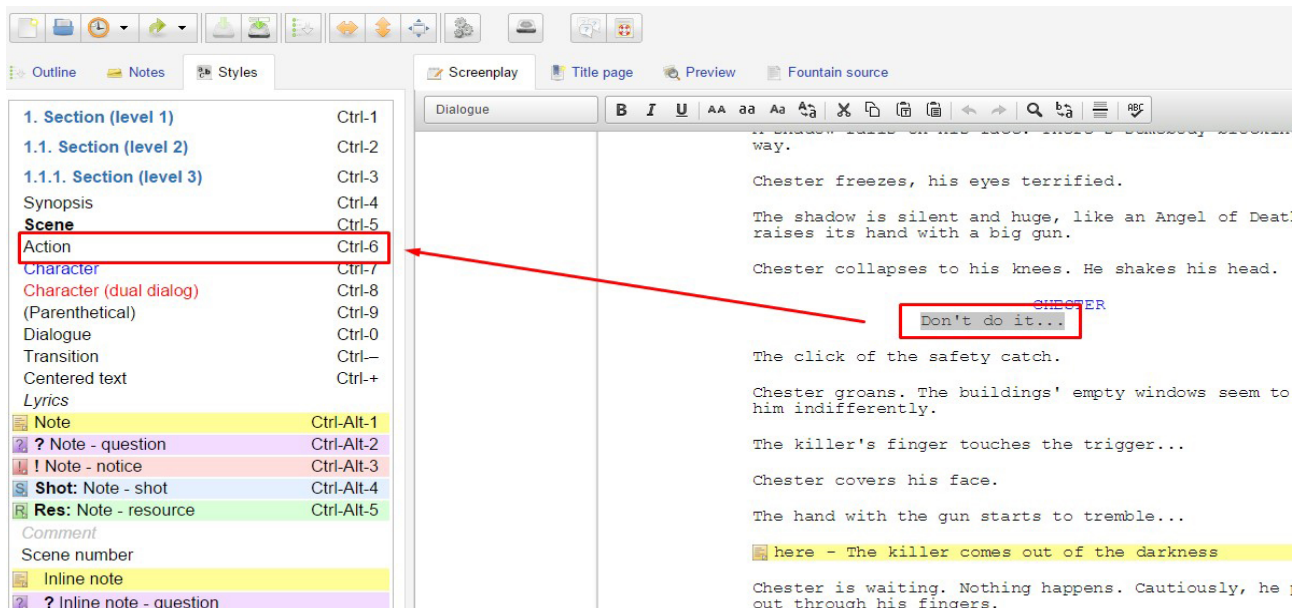 Outline Notes Styles
Screenplay Title page Preview Fountain source
1. Section (level 1) Ctrl-1
1.1. Section (level 2) Ctrl-2
1.1.1. Section (level 3) Ctrl-3
Synopsis Ctrl-4
Scene Ctrl-5
Action Ctrl-6
Character Ctrl-7
Character (dual dialog) Ctrl-8
(Parenthetical) Ctrl-9
Dialogue Ctrl-0
Transition Ctrl-–
Centered text Ctrl-+
Lyrics
Note Ctrl-Alt-1
? ? Note - question Ctrl-Alt-2
! ! Note - notice Ctrl-Alt-3
S Shot: Note - shot Ctrl-Alt-4
R Res: Note - resource Ctrl-Alt-5
Comment
Scene number
Inline note
? ? Inline note - question
Dialogue B I U AA aa Aa ABC
way.
Chester freezes, his eyes terrified.
The shadow is silent and huge, like an Angel of Deat
raises its hand with a big gun.
Chester collapses to his knees. He shakes his head.
CHESTER
Don't do it...
The click of the safety catch.
Chester groans. The buildings' empty windows seem to
him indifferently.
The killer's finger touches the trigger...
Chester covers his face.
The hand with the gun starts to tremble...
here - The killer comes out of the darkness
Chester is waiting. Nothing happens. Cautiously, he
out through his fingers.